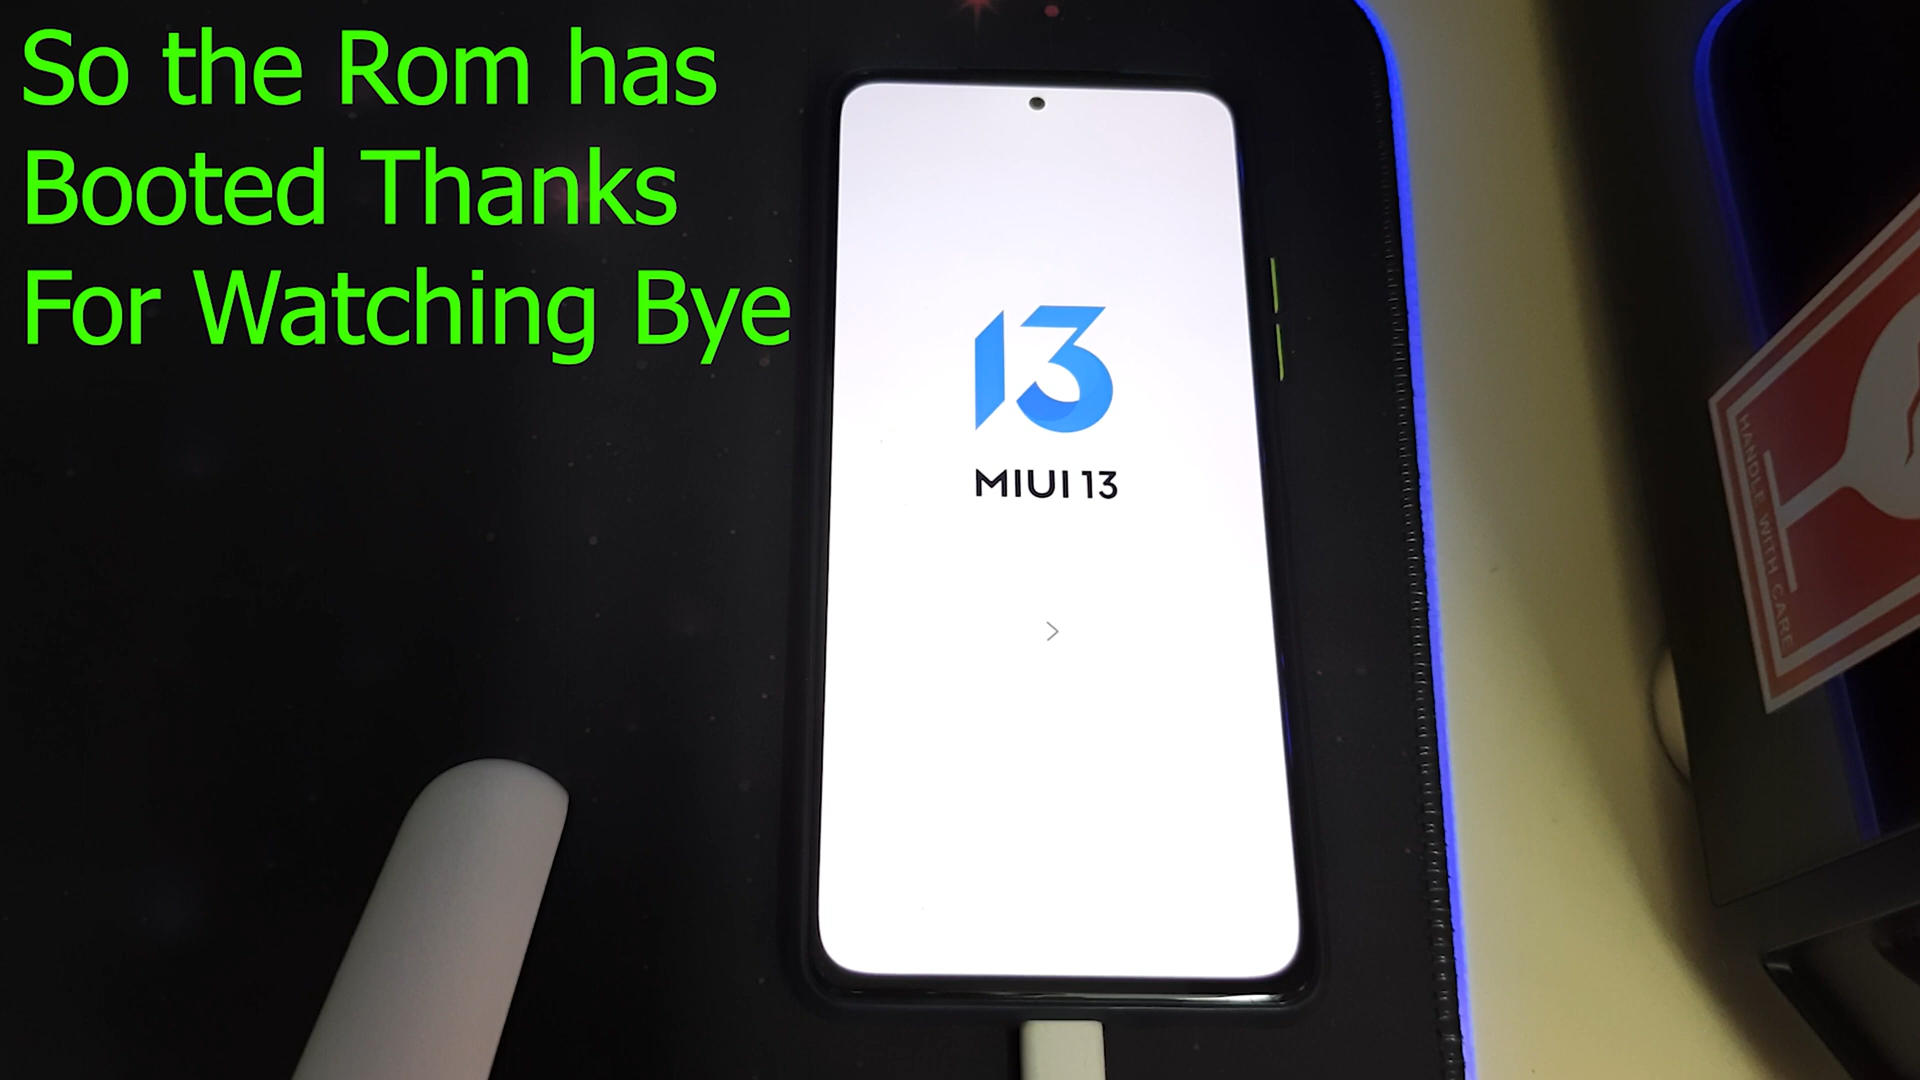 So the Rom has
Booted Thanks
For Watching Bye
13
MIUI 13
HANDLE WITH CARE